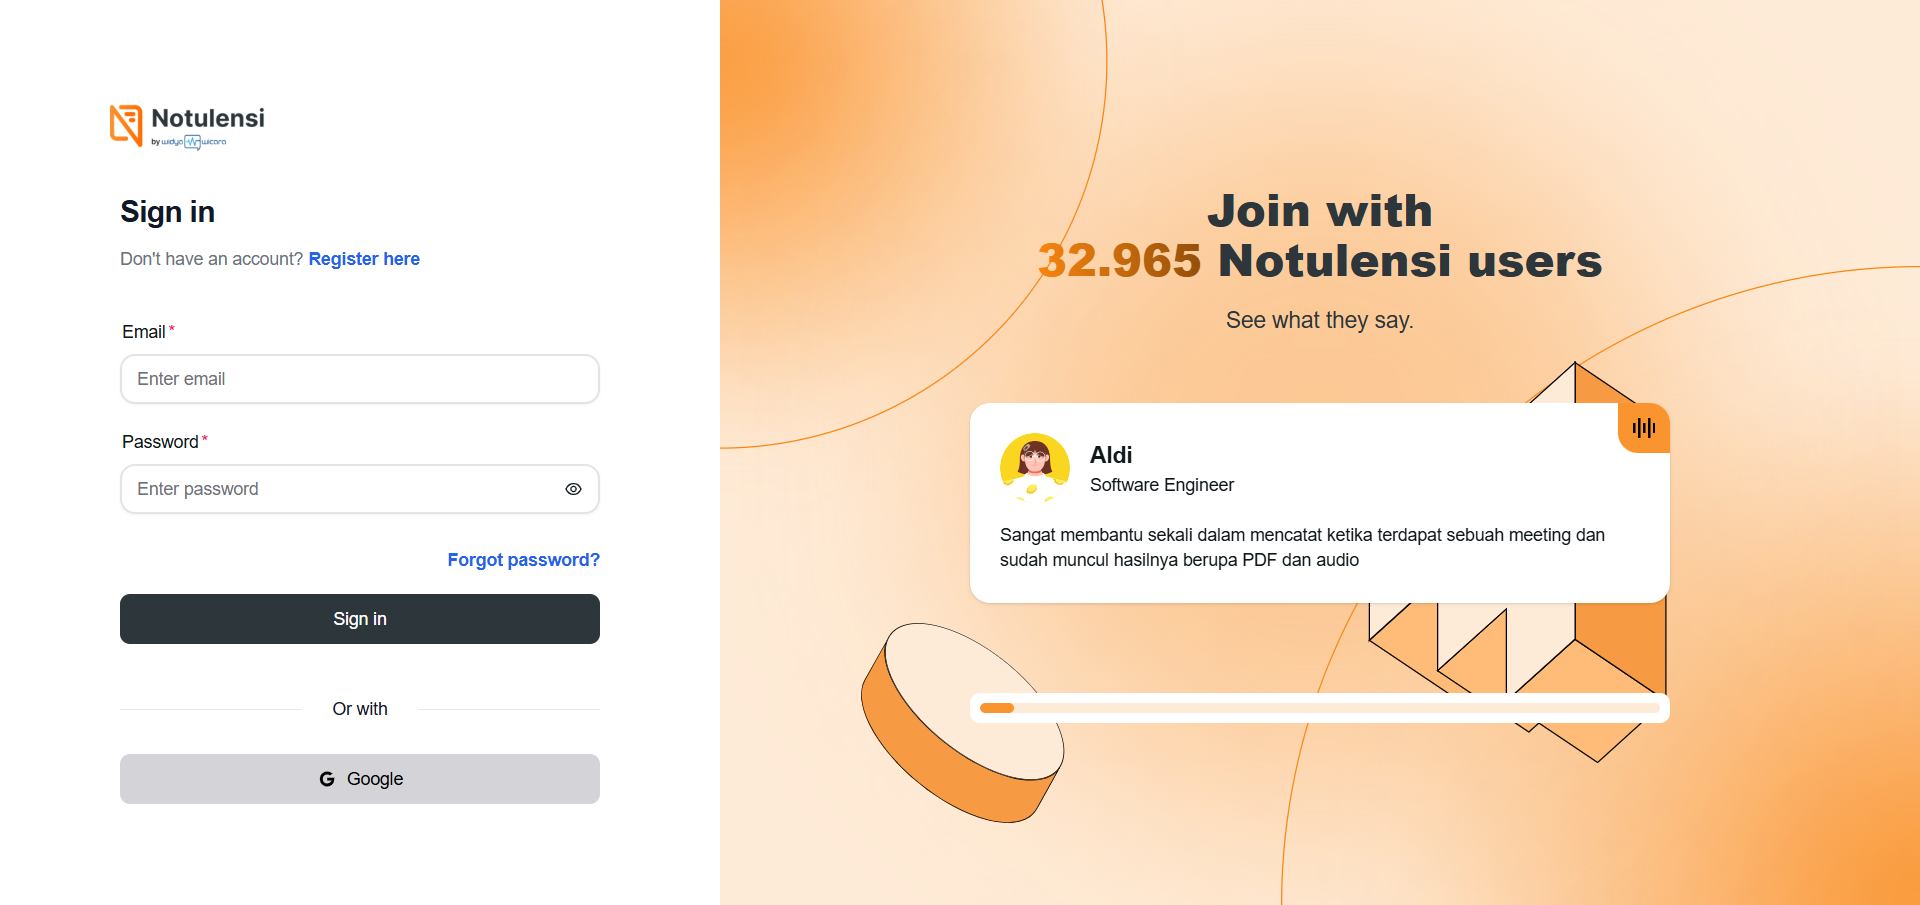 Notulensi
by widya wicara
Sign in
Don't have an account? Register here
Email *
Enter email
Password *
Enter password
Forgot password?
Sign in
Or with
Google
Join with
32.965 Notulensi users
See what they say.
Aldi
Software Engineer
Sangat membantu sekali dalam mencatat ketika terdapat sebuah meeting dan
sudah muncul hasilnya berupa PDF dan audio